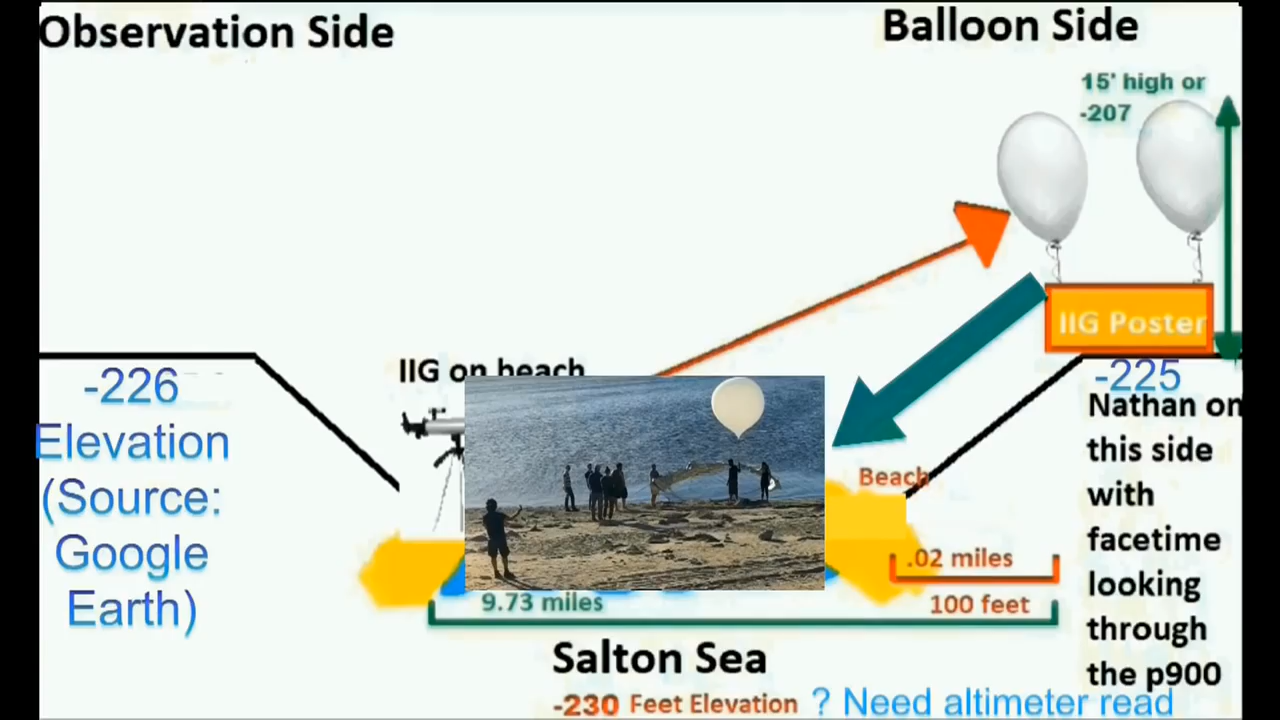 Observation Side
Balloon Side
15' high or
-207
IIG Poster
-226
Elevation
(Source:
Google
Earth)
IIG on beach
-225
Nathan on
this side
with
facetime
looking
through
the p900
Beach
.02 miles
100 feet
9.73 miles
Salton Sea
-230 Feet Elevation ? Need altimeter read